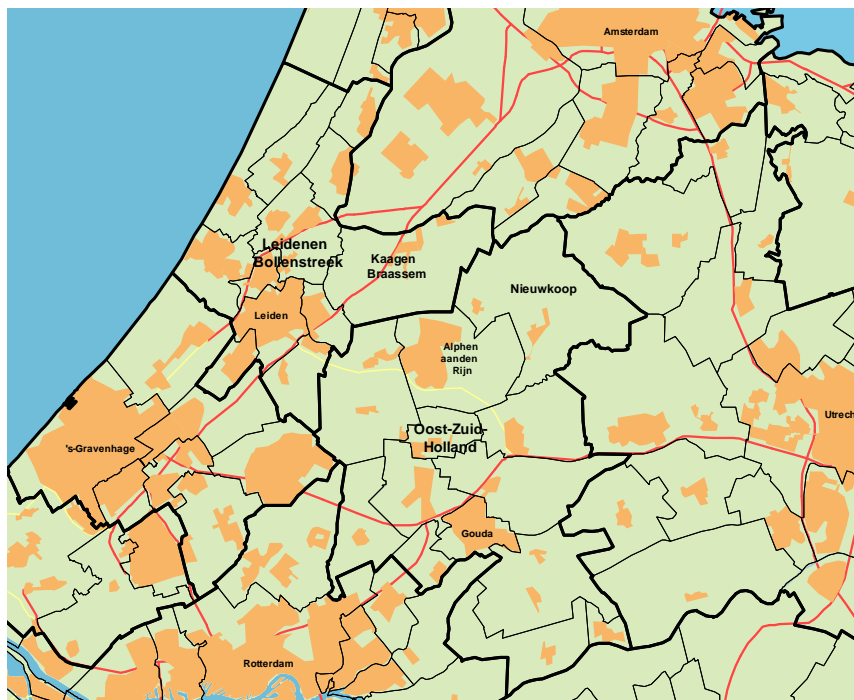 Amsterdam
Leidenen
Bollenstreek
Kaagen
Braassem
Nieuwkoop
Leiden
Alphen
aanden
Rijn
Utrech
Oost-Zuid-
Holland
's-Gravenhage
Gouda
Rotterdam